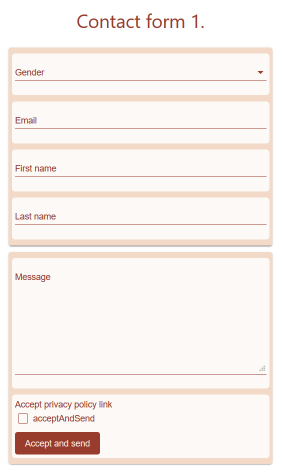 Contact form 1.
Gender
Email
First name
Last name
Message
Accept privacy policy link
acceptAndSend
Accept and send